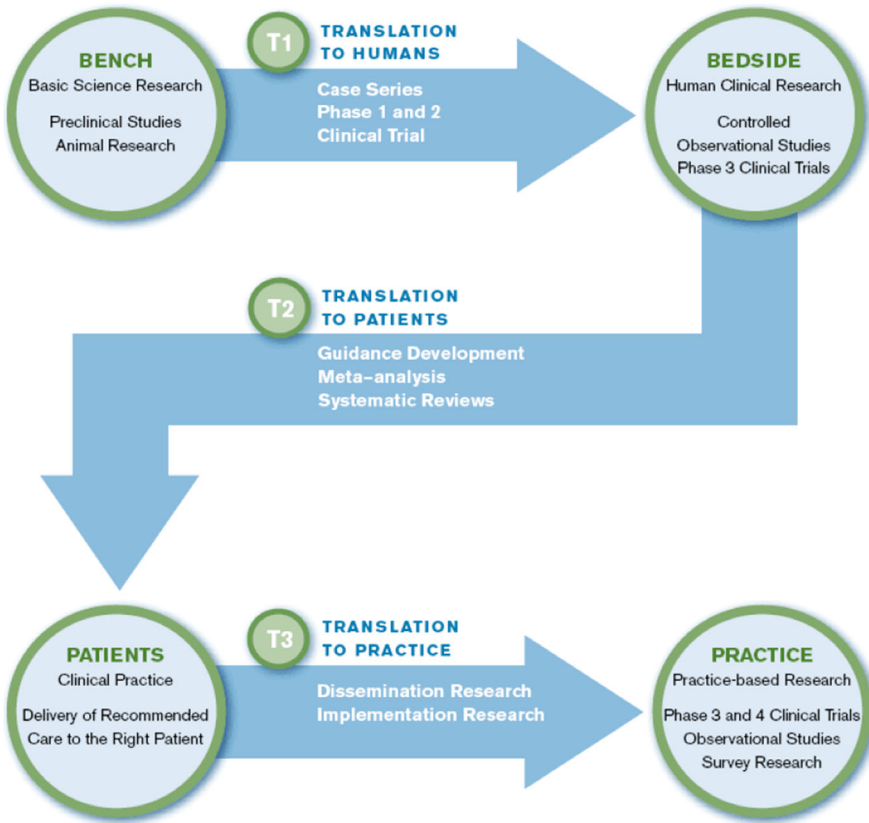 BENCH
Basic Science Research
Preclinical Studies
Animal Research
T1
TRANSLATION
TO HUMANS
Case Series
Phase 1 and 2
Clinical Trial
BEDSIDE
Human Clinical Research
Controlled
Observational Studies
Phase 3 Clinical Trials
T2
TRANSLATION
TO PATIENTS
Guidance Development
Meta–analysis
Systematic Reviews
PATIENTS
Clinical Practice
Delivery of Recommended
Care to the Right Patient
T3
TRANSLATION
TO PRACTICE
Dissemination Research
Implementation Research
PRACTICE
Practice-based Research
Phase 3 and 4 Clinical Trials
Observational Studies
Survey Research